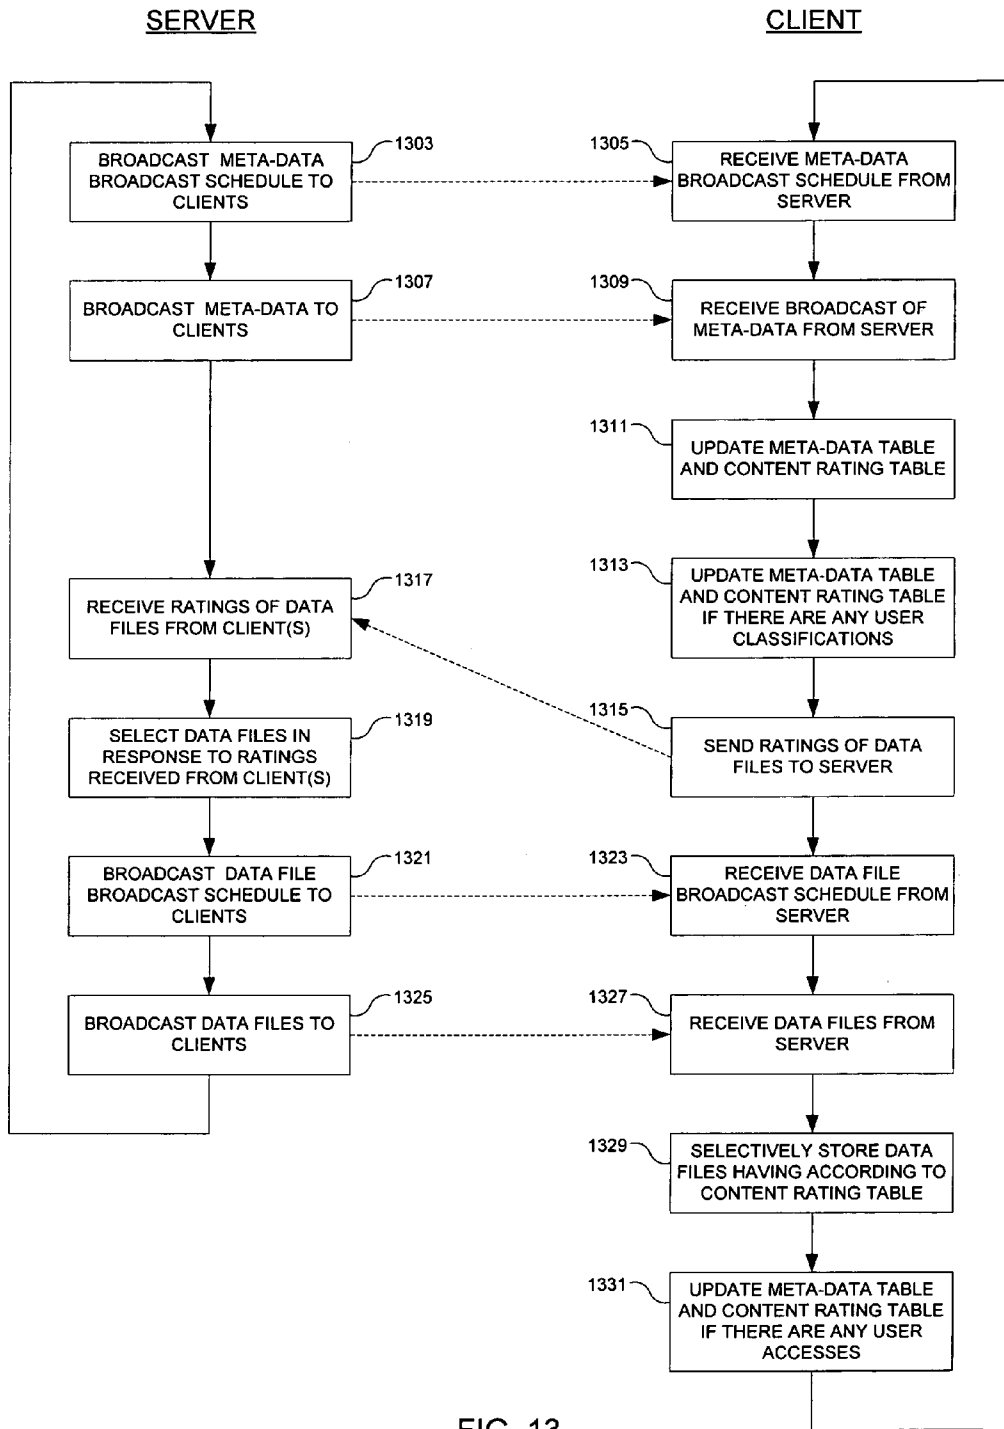 SERVER
CLIENT
BROADCAST META-DATA
BROADCAST SCHEDULE TO
CLIENTS
1303
1305
RECEIVE META-DATA
BROADCAST SCHEDULE FROM
SERVER
BROADCAST META-DATA TO
CLIENTS
1307
1309
RECEIVE BROADCAST OF
META-DATA FROM SERVER
1311
UPDATE META-DATA TABLE
AND CONTENT RATING TABLE
1313
UPDATE META-DATA TABLE
AND CONTENT RATING TABLE
IF THERE ARE ANY USER
CLASSIFICATIONS
RECEIVE RATINGS OF DATA
FILES FROM CLIENT(S)
1317
1315
SEND RATINGS OF DATA
FILES TO SERVER
SELECT DATA FILES IN
RESPONSE TO RATINGS
RECEIVED FROM CLIENT(S)
1319
BROADCAST DATA FILE
BROADCAST SCHEDULE TO
CLIENTS
1321
1323
RECEIVE DATA FILE
BROADCAST SCHEDULE FROM
SERVER
BROADCAST DATA FILES TO
CLIENTS
1325
1327
RECEIVE DATA FILES FROM
SERVER
1329
SELECTIVELY STORE DATA
FILES HAVING ACCORDING TO
CONTENT RATING TABLE
1331
UPDATE META-DATA TABLE
AND CONTENT RATING TABLE
IF THERE ARE ANY USER
ACCESSES
FIG. 13